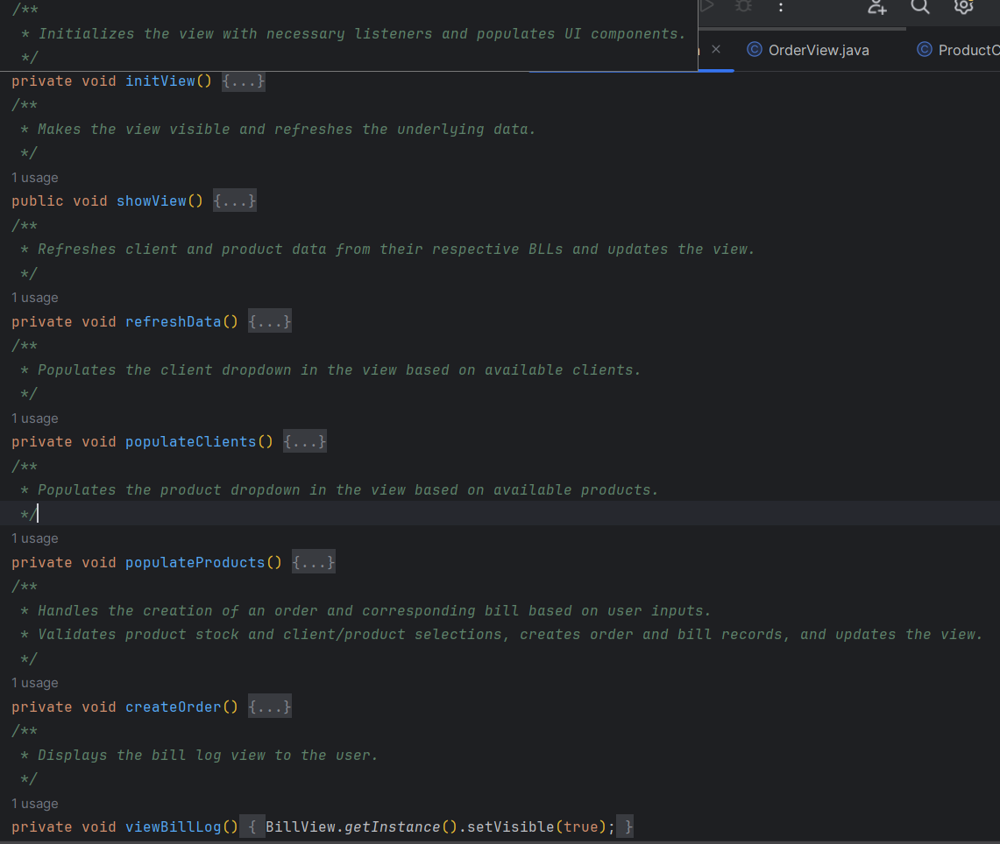 /**
 * Initializes the view with necessary listeners and populates UI components.
 */
OrderView.java
private void initView() {...}
/**
 * Makes the view visible and refreshes the underlying data.
 */
1 usage
public void showView() {...}
/**
 * Refreshes client and product data from their respective BLLs and updates the view.
 */
1 usage
private void refreshData() {...}
/**
 * Populates the client dropdown in the view based on available clients.
 */
1 usage
private void populateClients() {...}
/**
 * Populates the product dropdown in the view based on available products.
 */
1 usage
private void populateProducts() {...}
/**
 * Handles the creation of an order and corresponding bill based on user inputs.
 * Validates product stock and client/product selections, creates order and bill records, and updates the view.
 */
1 usage
private void createOrder() {...}
/**
 * Displays the bill log view to the user.
 */
1 usage
private void viewBillLog() { BillView.getInstance().setVisible(true); }